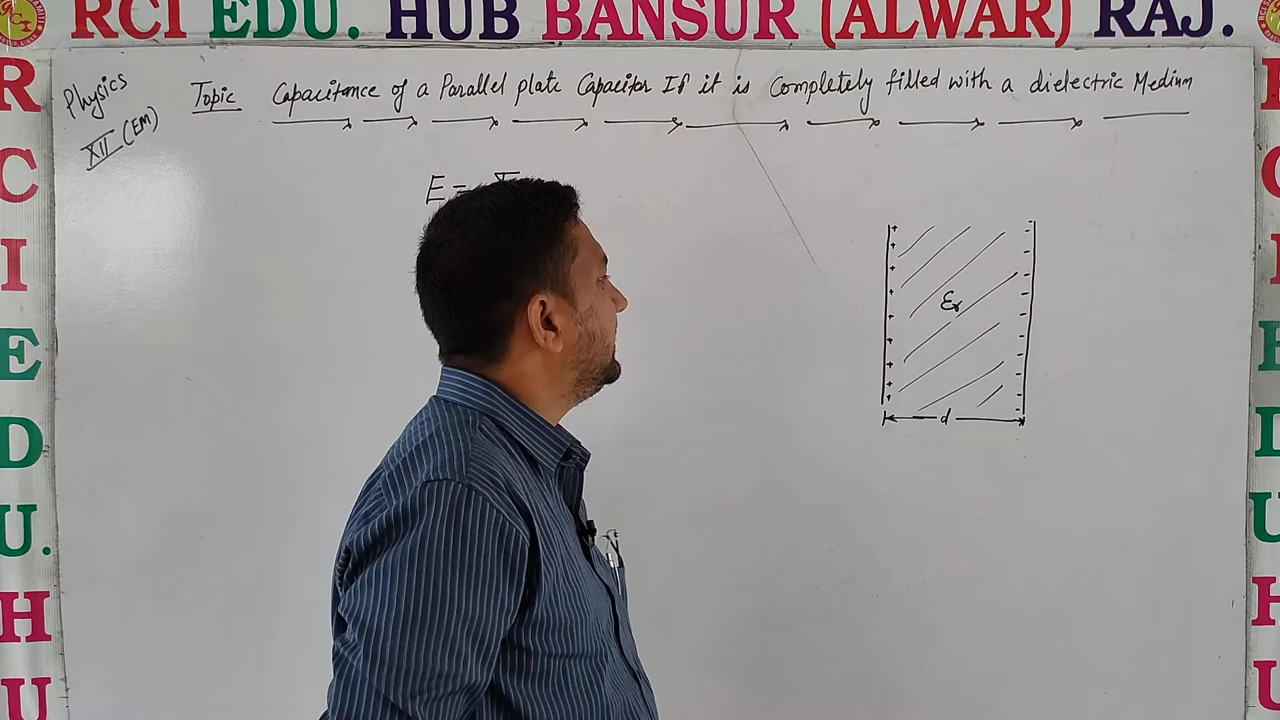 RCI EDU. HUB BANSUR (ALWAR) RAJ.
Physics
XII (EM)
Topic Capacitance of a Parallel plate Capacitor If it is Completely filled with a dielectric Medium
E =
εr
d
R
C
I
E
D
U.
H
U